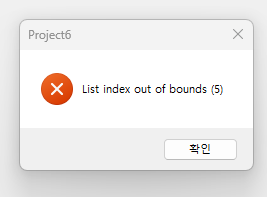 Project6
List index out of bounds (5)
확인